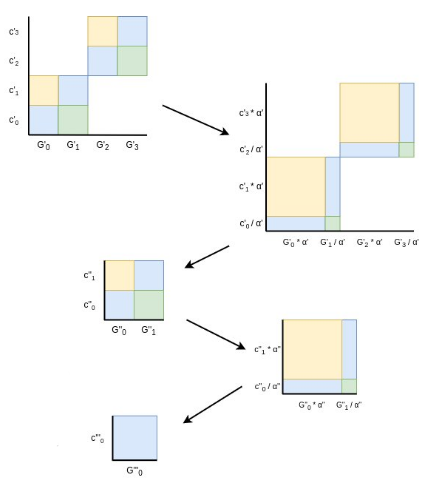 c'₃
c'₂
c'₁
c'₀
G'₀ G'₁ G'₂ G'₃
c'₃ * α'
c'₂ / α'
c'₁ * α'
c'₀ / α'
G'₀ * α' G'₁ / α' G'₂ * α' G'₃ / α'
c''₁
c''₀
G''₀ G''₁
c''₁ * α''
c''₀ / α''
G''₀ * α'' G''₁ / α''
c'''₀
G'''₀